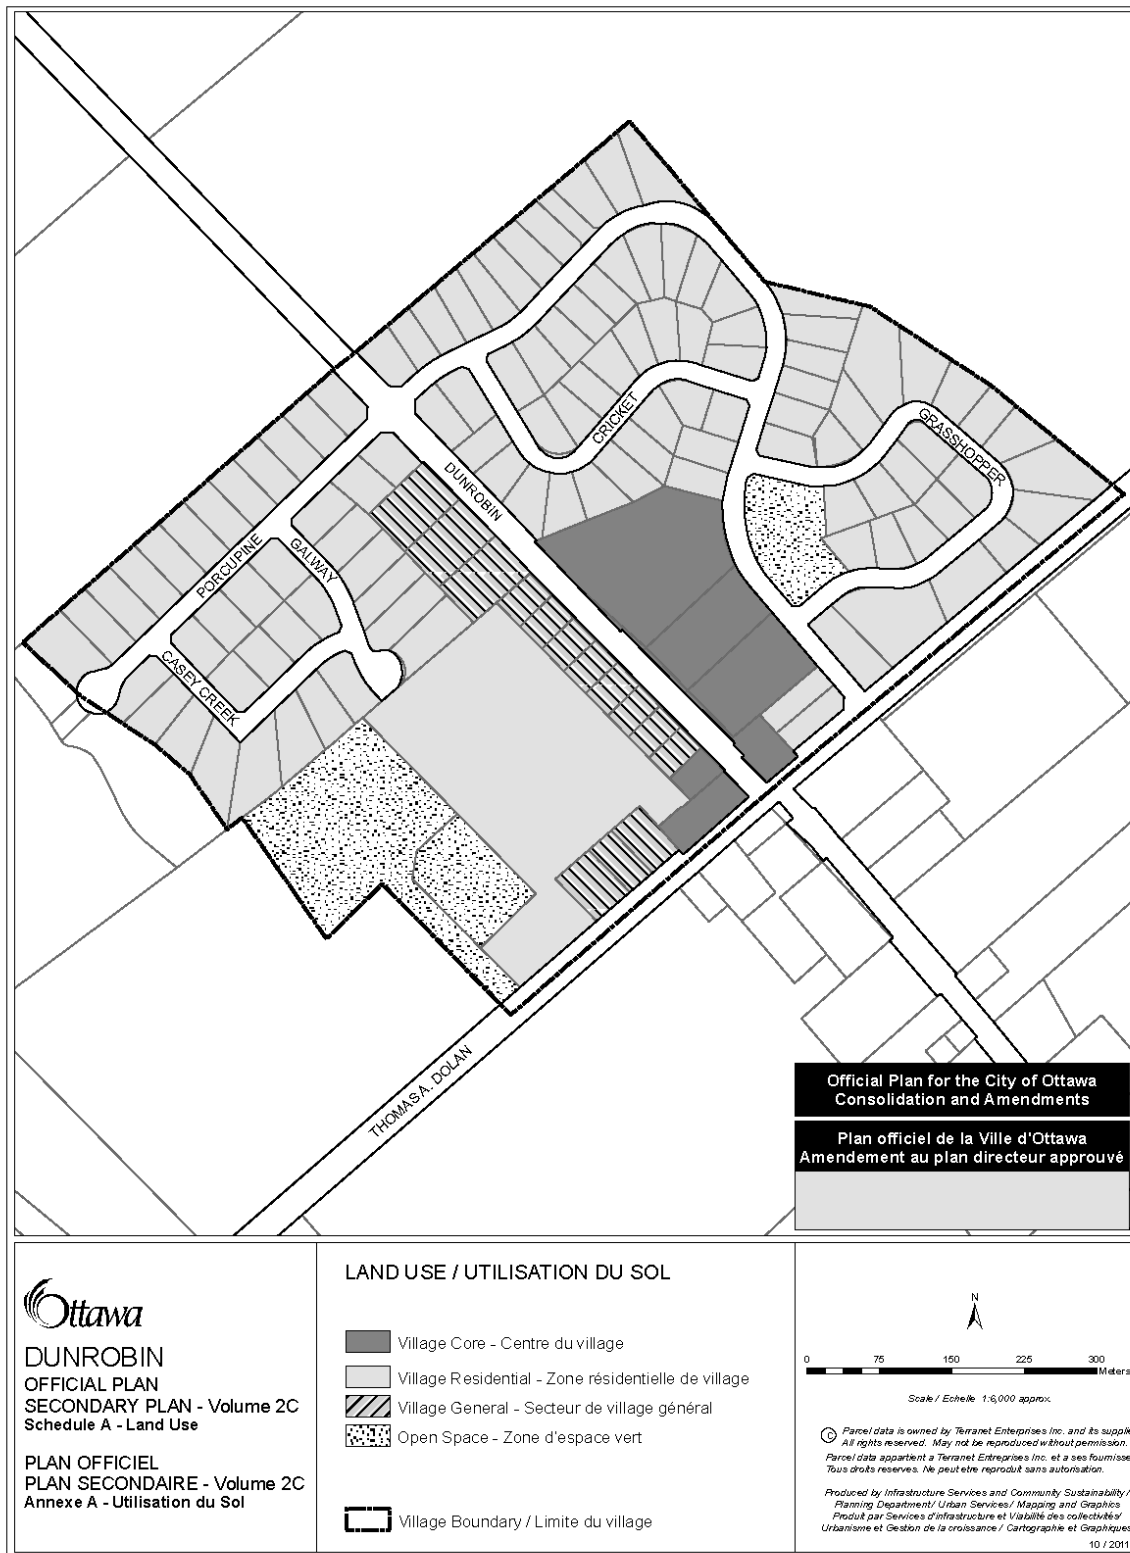 CRICKET
GRASSHOPPER
DUNROBIN
PORCUPINE
GALWAY
CASEY CREEK
THOMAS A. DOLAN
Official Plan for the City of Ottawa
Consolidation and Amendments
Plan officiel de la Ville d'Ottawa
Amendement au plan directeur approuvé
Ottawa
DUNROBIN
OFFICIAL PLAN
SECONDARY PLAN - Volume 2C
Schedule A - Land Use
PLAN OFFICIEL
PLAN SECONDAIRE - Volume 2C
Annexe A - Utilisation du Sol
LAND USE / UTILISATION DU SOL
Village Core - Centre du village
Village Residential - Zone résidentielle de village
Village General - Secteur de village général
Open Space - Zone d'espace vert
Village Boundary / Limite du village
N
0 75 150 225 300
Meters
Scale / Echelle 1:6,000 approx.
© Parcel data is owned by Terranet Enterprises Inc. and its supplie
All rights reserved. May not be reproduced without permission.
Parcel data appartient a Terranet Entreprises Inc. et a ses fournisse
Tous droits reserves. Ne peut etre reproduit sans autorisation.
Produced by Infrastructure Services and Community Sustainability /
Planning Department / Urban Services / Mapping and Graphics
Produit par Services d'infrastructure et Viabilité des collectivités/
Urbanisme et Gestion de la croissance / Cartographie et Graphiques
10 / 2011